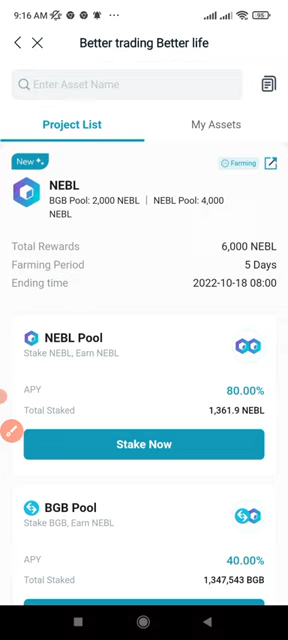 9:16 AM
95
Better trading Better life
Enter Asset Name
Project List
My Assets
New
Farming
NEBL
BGB Pool: 2,000 NEBL | NEBL Pool: 4,000
NEBL
Total Rewards 6,000 NEBL
Farming Period 5 Days
Ending time 2022-10-18 08:00
NEBL Pool
Stake NEBL, Earn NEBL
APY 80.00%
Total Staked 1,361.9 NEBL
Stake Now
BGB Pool
Stake BGB, Earn NEBL
APY 40.00%
Total Staked 1,347,543 BGB